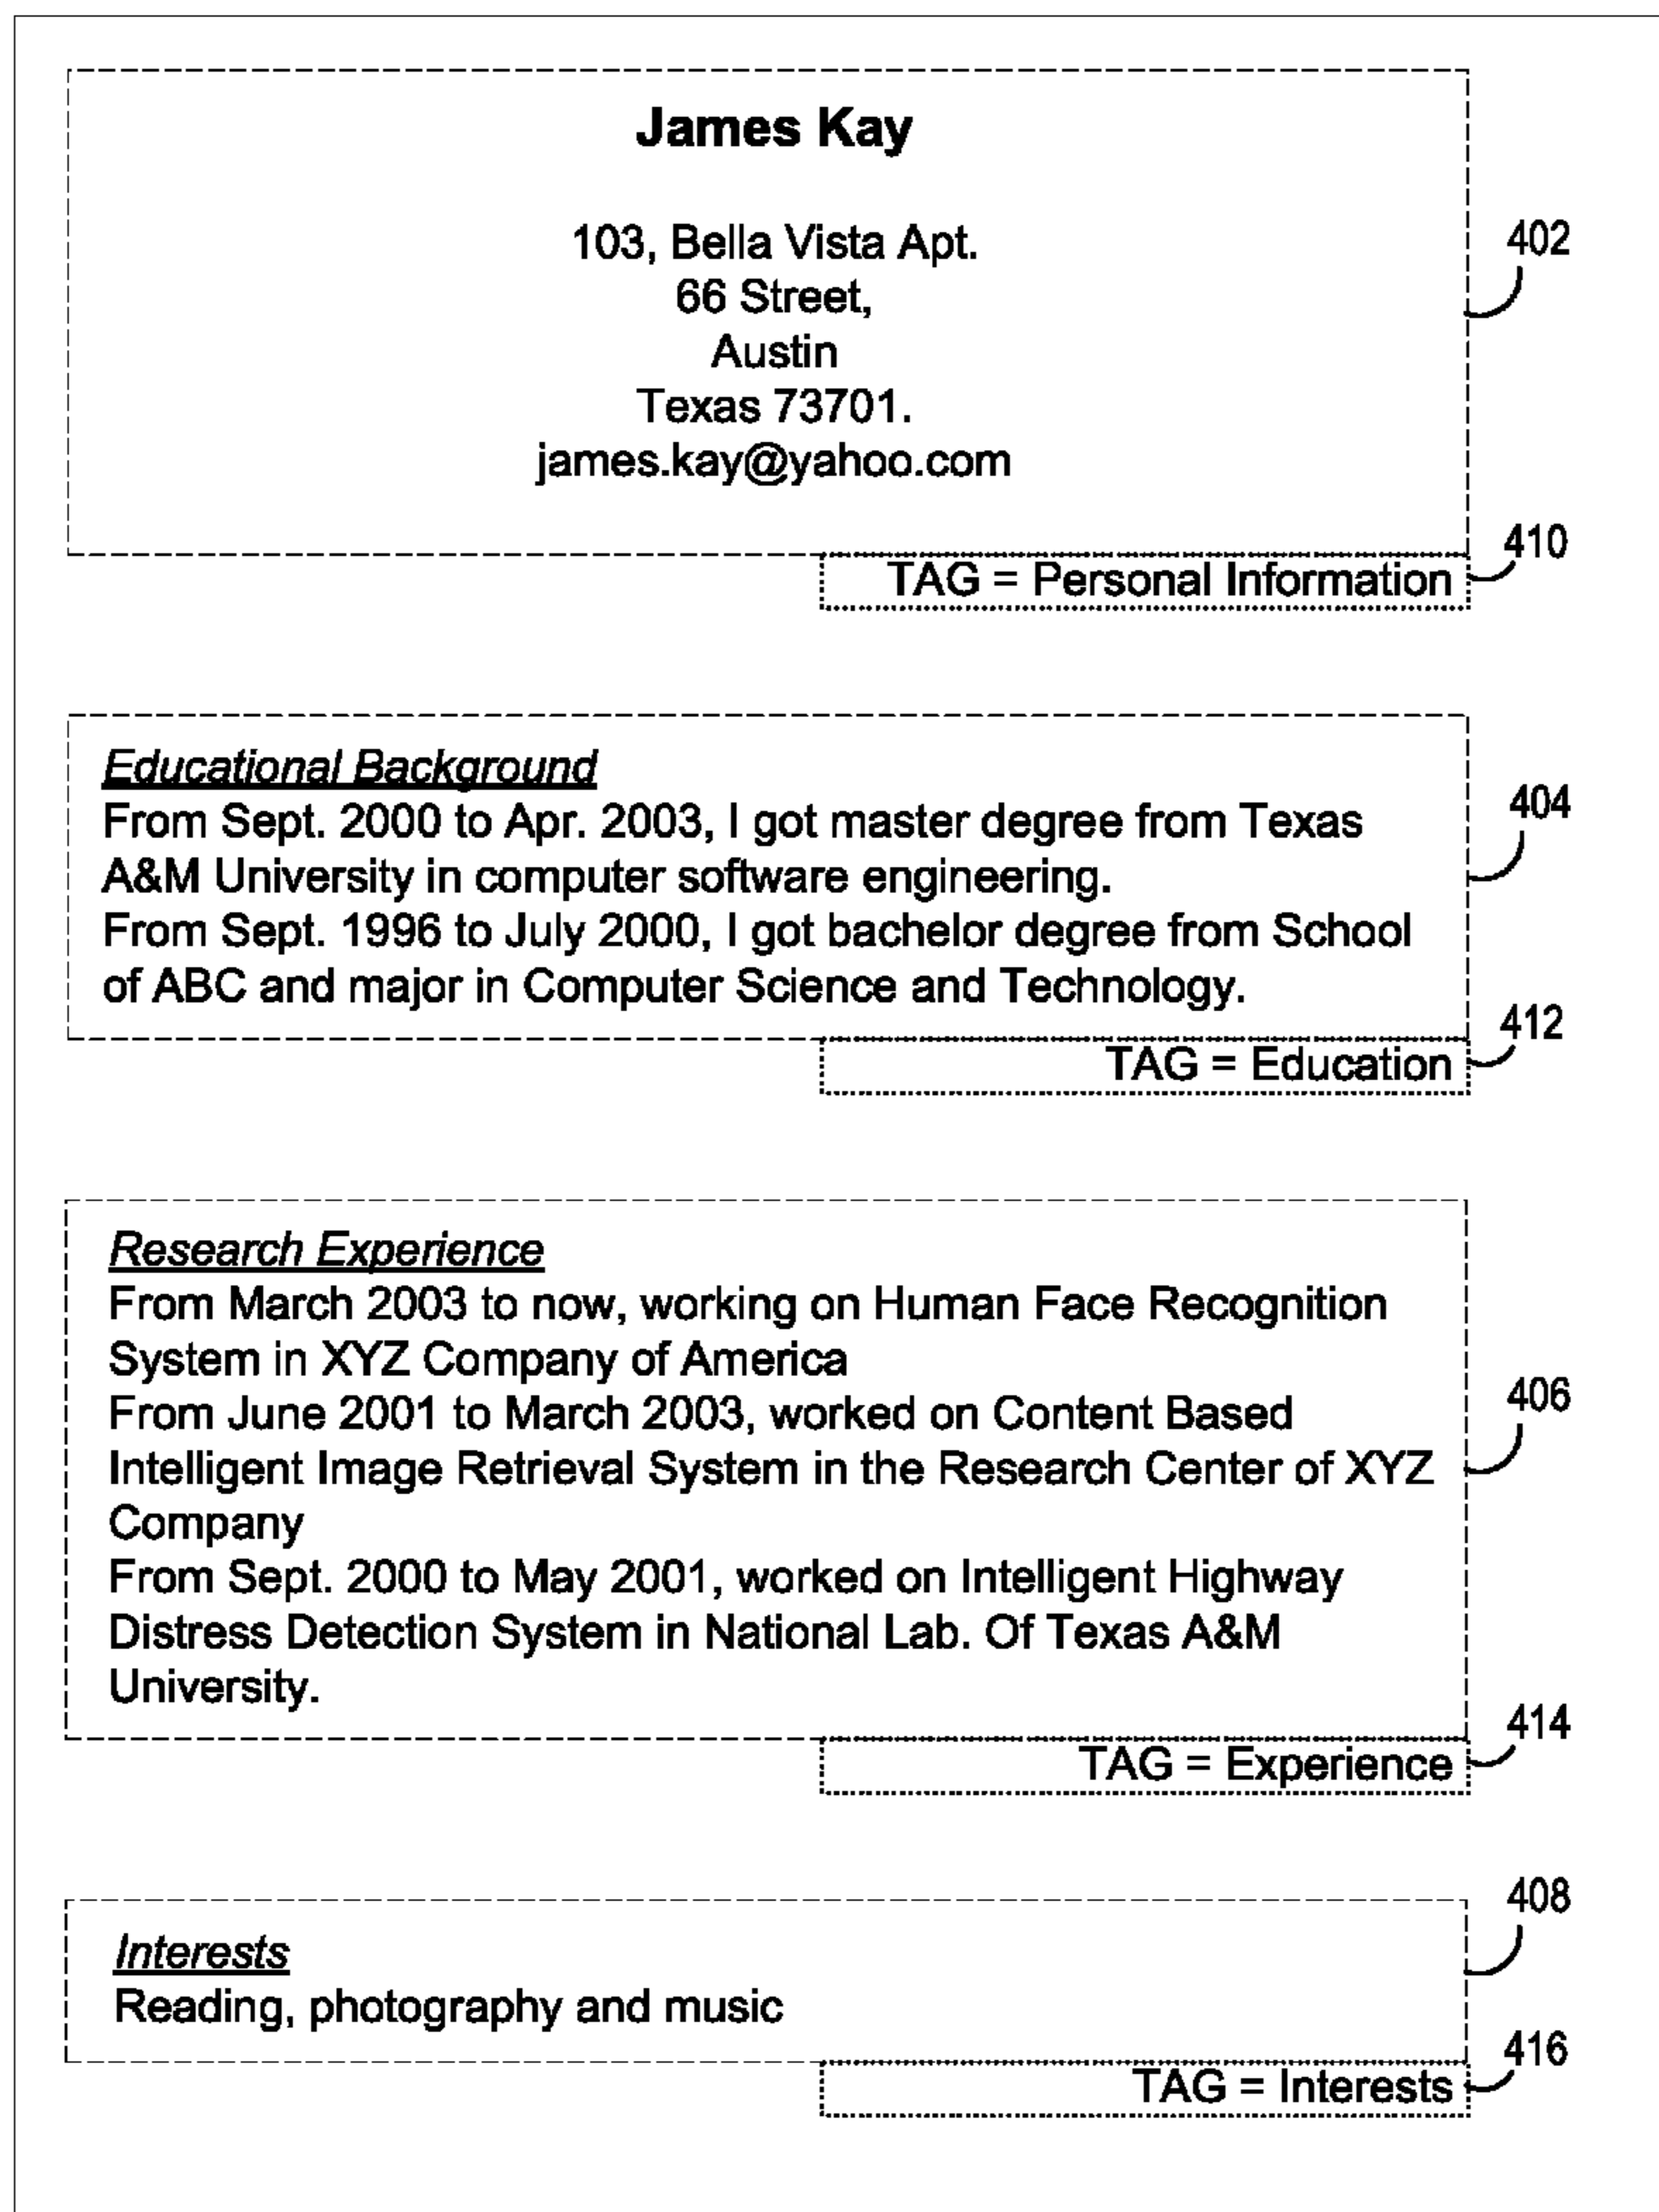 James Kay
103, Bella Vista Apt.
66 Street,
Austin
Texas 73701.
james.kay@yahoo.com
402
TAG = Personal Information
410
Educational Background
From Sept. 2000 to Apr. 2003, I got master degree from Texas
A&M University in computer software engineering.
From Sept. 1996 to July 2000, I got bachelor degree from School
of ABC and major in Computer Science and Technology.
404
TAG = Education
412
Research Experience
From March 2003 to now, working on Human Face Recognition
System in XYZ Company of America
From June 2001 to March 2003, worked on Content Based
Intelligent Image Retrieval System in the Research Center of XYZ
Company
From Sept. 2000 to May 2001, worked on Intelligent Highway
Distress Detection System in National Lab. Of Texas A&M
University.
406
TAG = Experience
414
Interests
Reading, photography and music
408
TAG = Interests
416